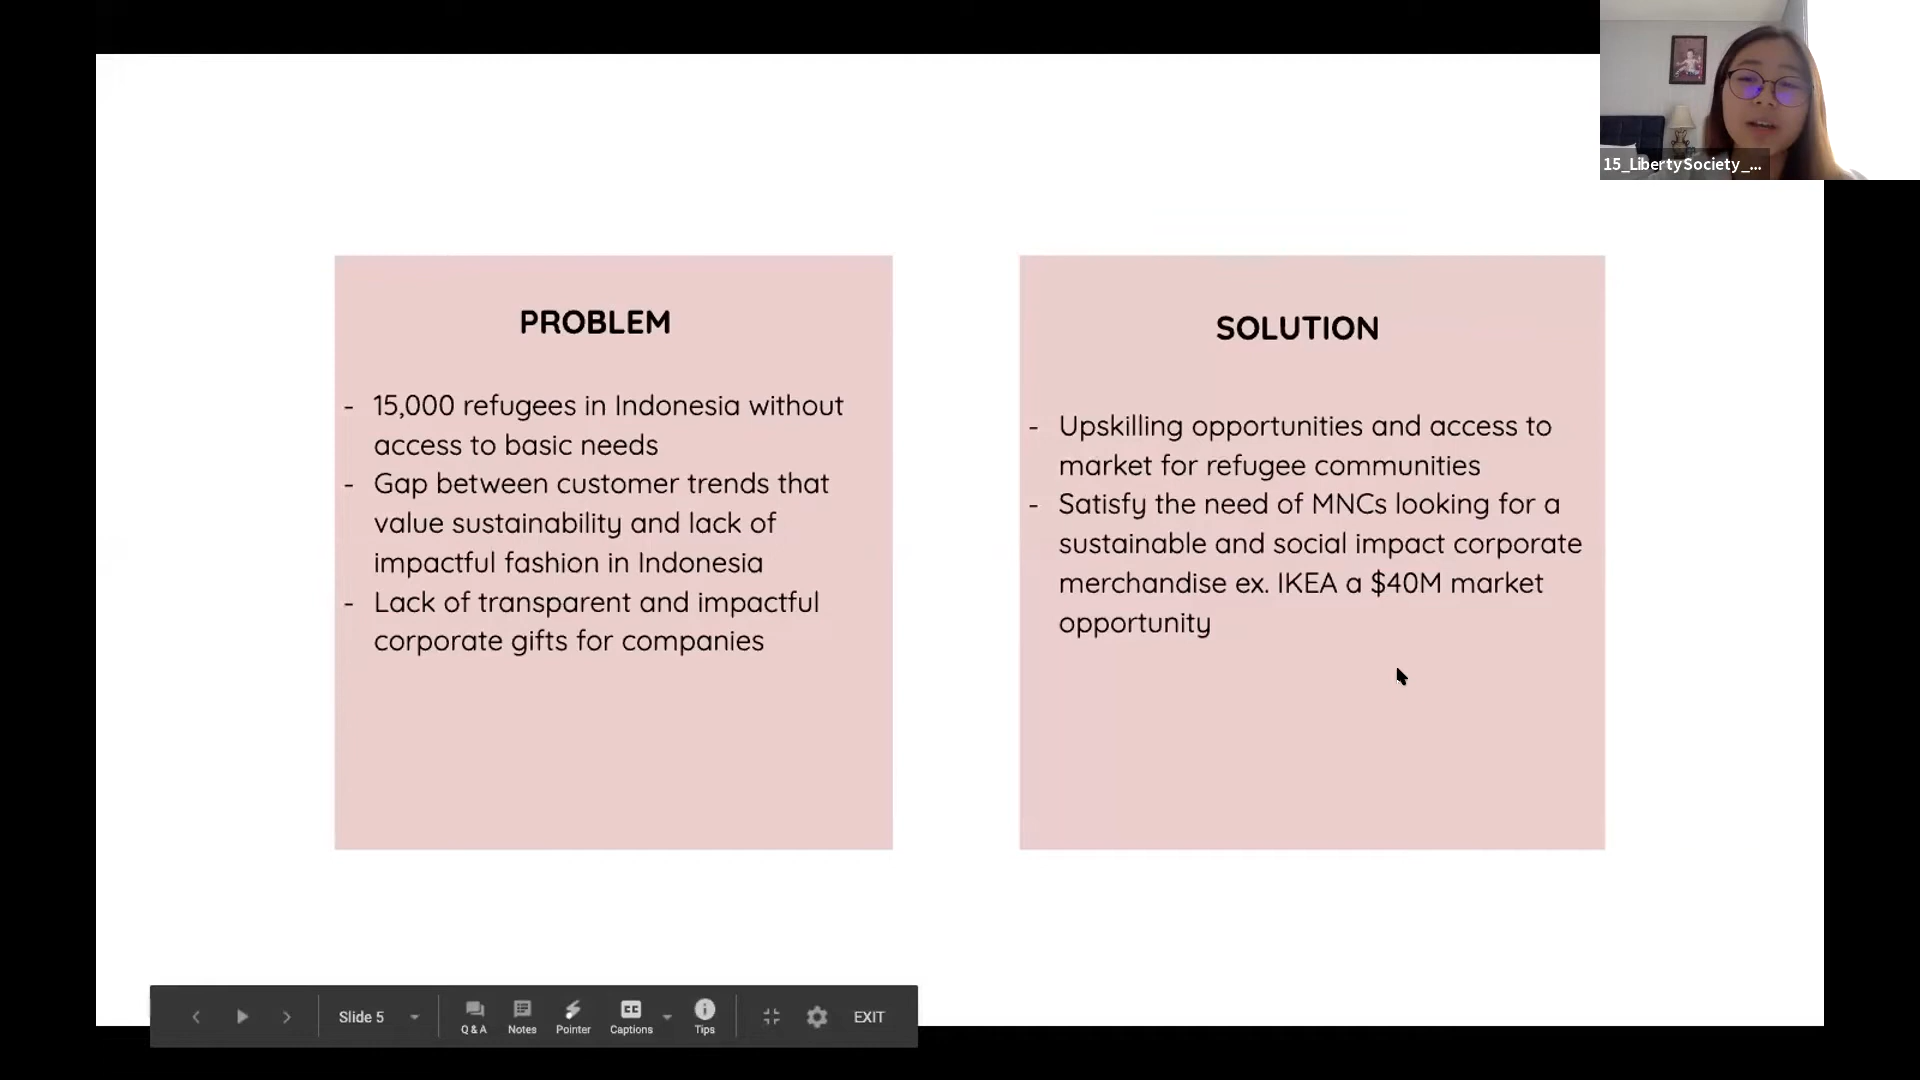 15_LibertySociety_...
PROBLEM
- 15,000 refugees in Indonesia without
access to basic needs
- Gap between customer trends that
value sustainability and lack of
impactful fashion in Indonesia
- Lack of transparent and impactful
corporate gifts for companies
SOLUTION
- Upskilling opportunities and access to
market for refugee communities
- Satisfy the need of MNCs looking for a
sustainable and social impact corporate
merchandise ex. IKEA a $40M market
opportunity
Slide 5
Q & A
Notes
Pointer
CC
Captions
Tips
EXIT